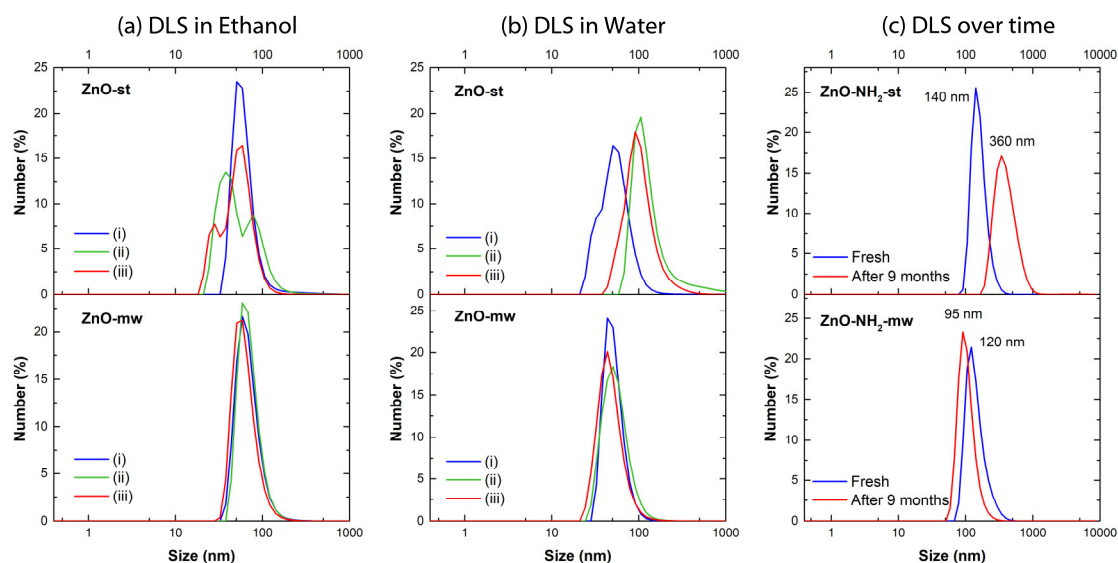 (a) DLS in Ethanol
(b) DLS in Water
(c) DLS over time
1 10 100 1000
25
20
15
10
5
0
Number (%)
ZnO-st
(i)
(ii)
(iii)
20
15
10
5
0
Number (%)
ZnO-mw
(i)
(ii)
(iii)
1 10 100 1000
Size (nm)
1 10 100 1000
25
20
15
10
5
0
Number (%)
ZnO-st
(i)
(ii)
(iii)
25
20
15
10
5
0
Number (%)
ZnO-mw
(i)
(ii)
(iii)
1 10 100 1000
Size (nm)
1 10 100 1000 10000
25
20
15
10
5
0
Number (%)
ZnO-NH2-st
140 nm
360 nm
Fresh
After 9 months
25
20
15
10
5
0
Number (%)
ZnO-NH2-mw
95 nm
120 nm
Fresh
After 9 months
1 10 100 1000 10000
Size (nm)